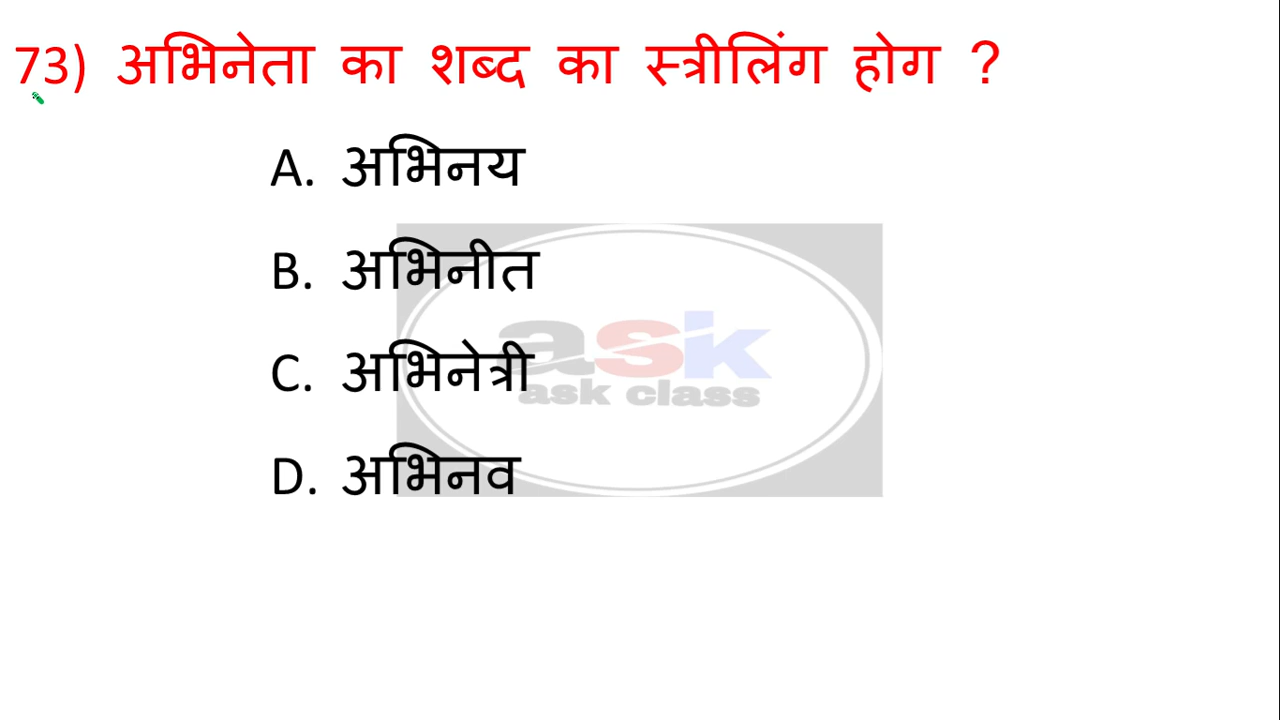 73) अभिनेता का शब्द का स्त्रीलिंग होग ?
A. अभिनय
B. अभिनीत
C. अभिनेत्री
D. अभिनव
ask
ask class